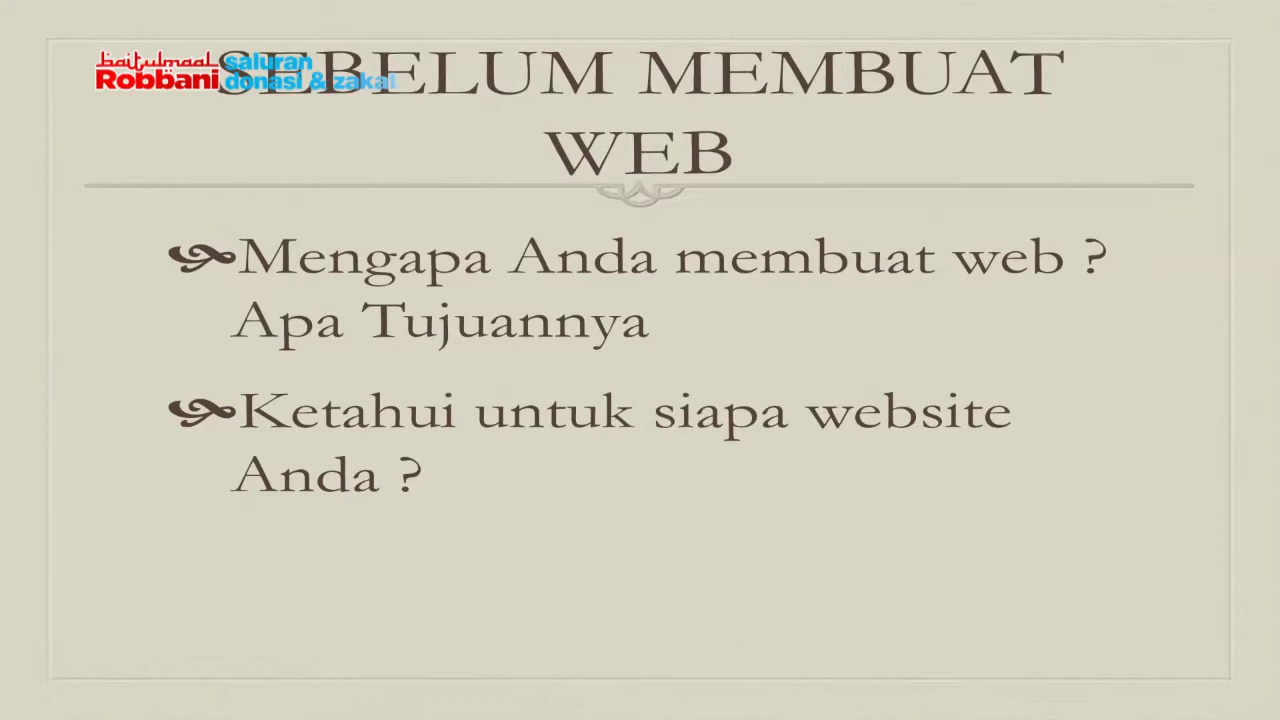 baitulmaal
Robbani
saluran
donasi & zakat
SEBELUM MEMBUAT
WEB
Mengapa Anda membuat web ?
Apa Tujuannya
Ketahui untuk siapa website
Anda ?